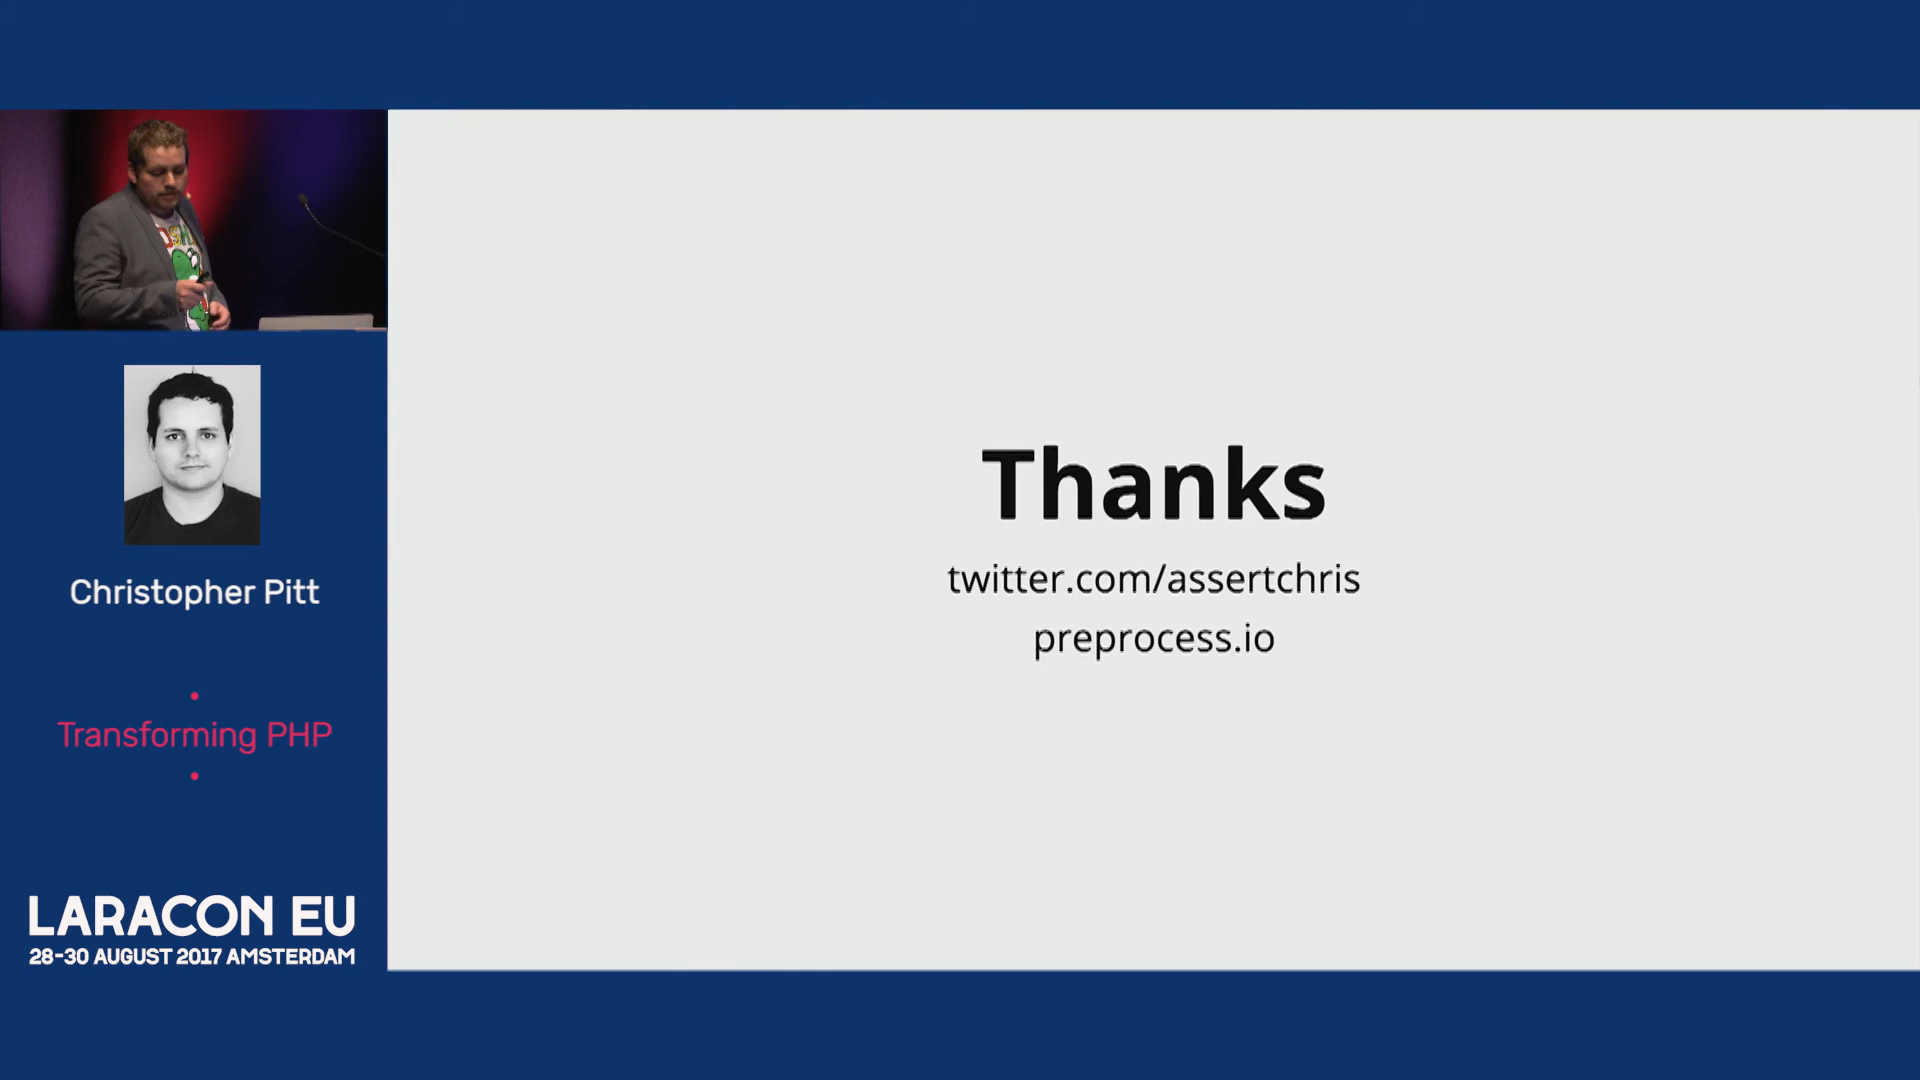 Christopher Pitt
Transforming PHP
LARACON EU
28-30 AUGUST 2017 AMSTERDAM
Thanks
twitter.com/assertchris
preprocess.io